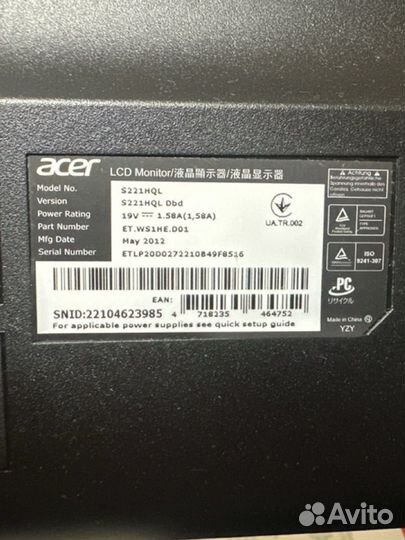 acer LCD Monitor/液晶顯示器/液晶显示器
Model No. S221HQL
Version S221HQL Dbd
Power Rating 19V 1.58A(1,58A)
Part Number ET.WS1HE.D01
Mfg Date May 2012
Serial Number ETLP20D0272210B49F8516
UA.TR.002
EAN:
SNID:22104623985 4 718235 464752
For applicable power supplies see quick setup guide
ISO
9241-307
PC
リサイクル
Made in China
YZY
Avito